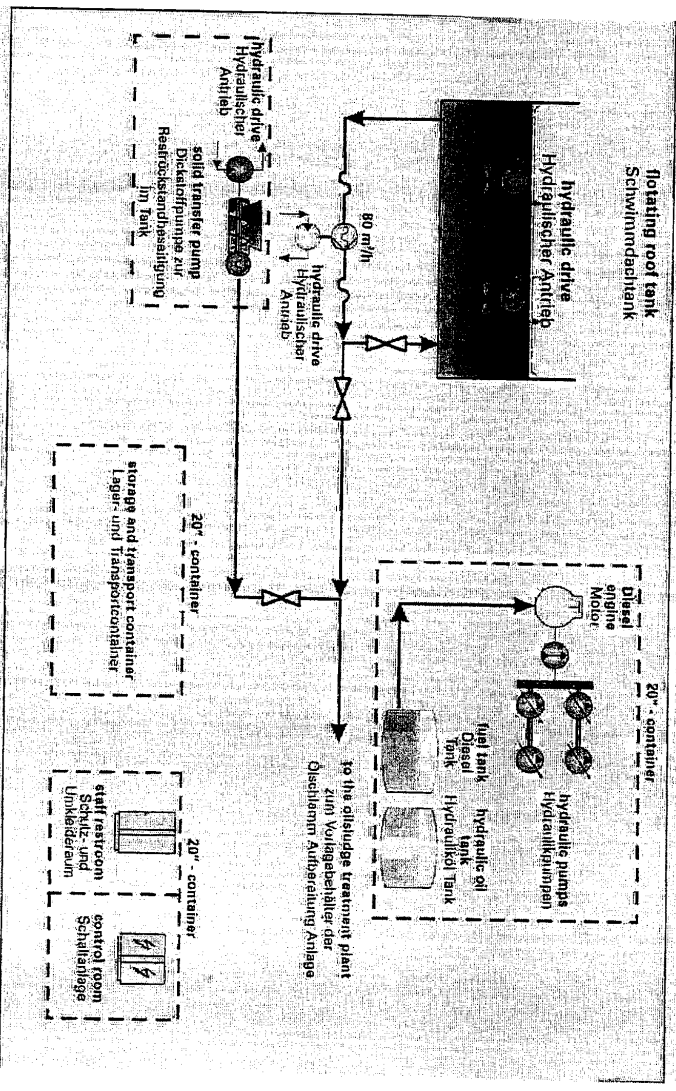 flotating roof tank
Schwimmdachtank
hydraulic drive
Hydraulischer Antrieb
80 m³/h
hydraulic drive
Hydraulischer
Antrieb
hydraulic drive
Hydraulischer
Antrieb
solid transfer pump
Dickstoffpumpe zur
Restrückstandbeseitigung
im Tank
20" - container
Diesel
engine
Motor
hydraulic pumps
Hydraulikpumpen
fuel tank
Diesel
Tank
hydraulic oil
tank
Hydrauliköl Tank
to the oilsludge treatment plant
zum Vorlagebehälter der
Ölschlamm Aufbereitung Anlage
20" - container
storage and transport container
Lager- und Transportcontainer
20" - container
staff restroom
Schutz- und
Umkleideraum
control room
Schaltanlage